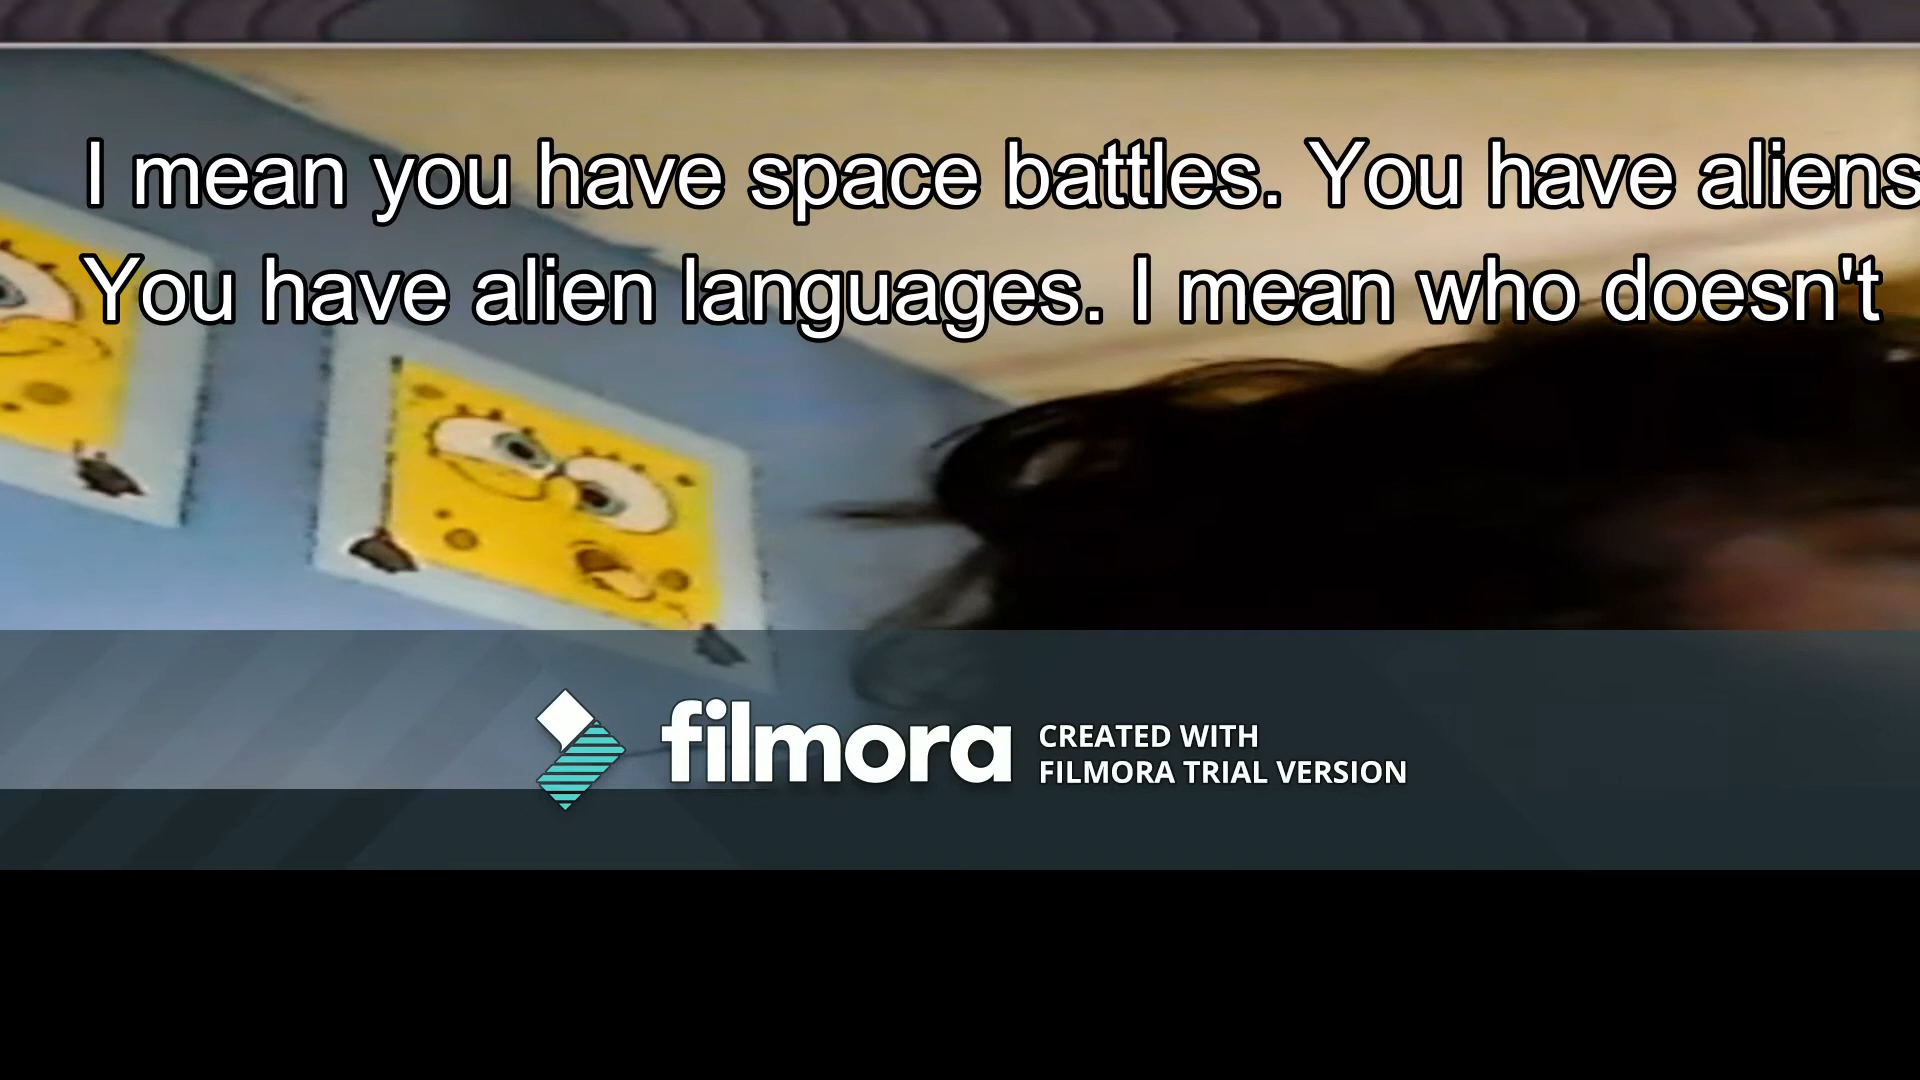 I mean you have space battles. You have aliens
You have alien languages. I mean who doesn't
filmora
CREATED WITH
FILMORA TRIAL VERSION